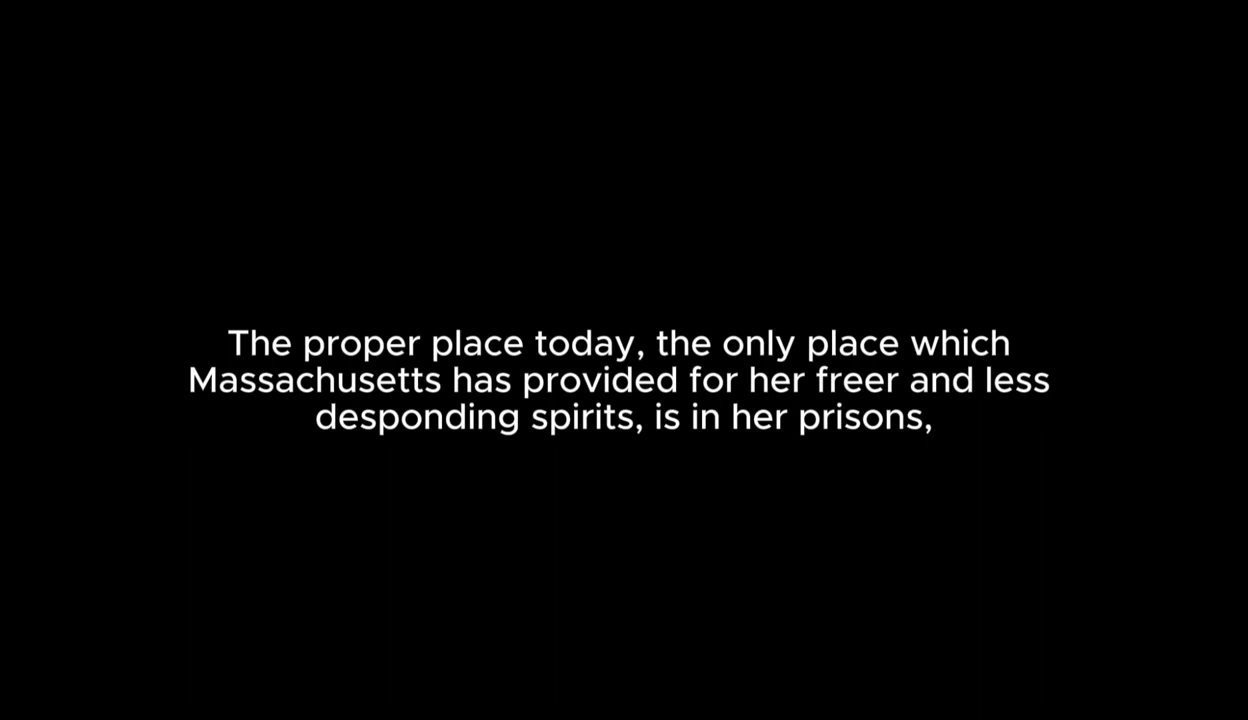 The proper place today, the only place which
Massachusetts has provided for her freer and less
desponding spirits, is in her prisons,